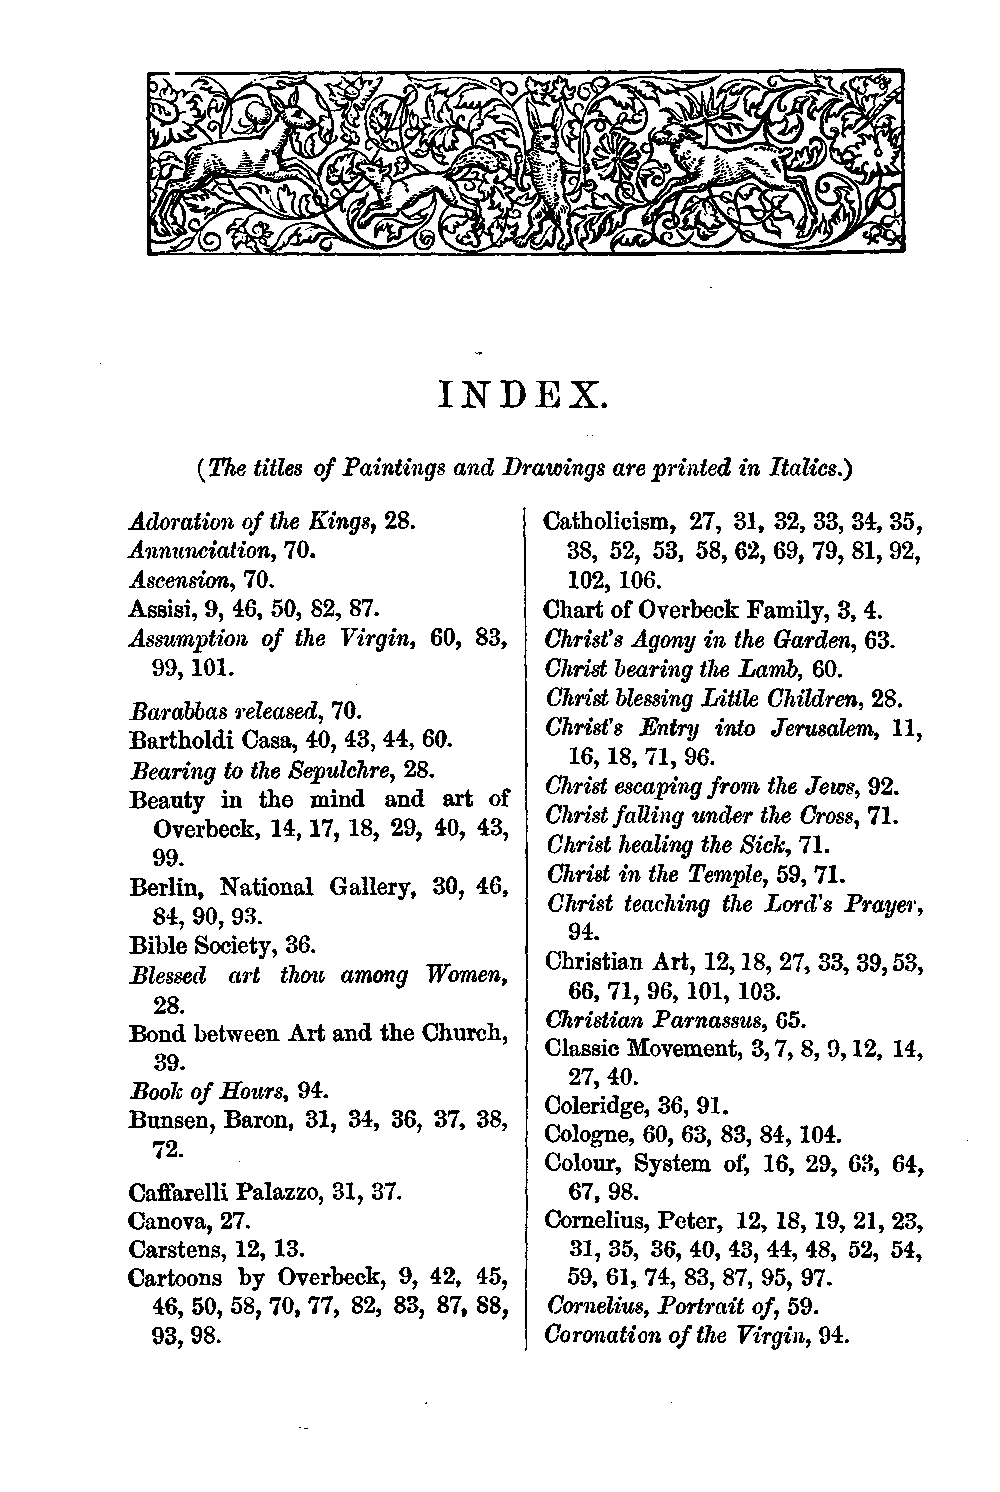 INDEX.
(The titles of Paintings and Drawings are printed in Italics.)
Adoration of the Kings, 28.
Annunciation, 70.
Ascension, 70.
Assisi, 9, 46, 50, 82, 87.
Assumption of the Virgin, 60, 83,
99, 101.
Barabbas released, 70.
Bartholdi Casa, 40, 43, 44, 60.
Bearing to the Sepulchre, 28.
Beauty in the mind and art of
Overbeck, 14, 17, 18, 29, 40, 43,
99.
Berlin, National Gallery, 30, 46,
84, 90, 93.
Bible Society, 36.
Blessed art thou among Women,
28.
Bond between Art and the Church,
39.
Book of Hours, 94.
Bunsen, Baron, 31, 34, 36, 37, 38,
72.
Caffarelli Palazzo, 31, 37.
Canova, 27.
Carstens, 12, 13.
Cartoons by Overbeck, 9, 42, 45,
46, 50, 58, 70, 77, 82, 83, 87, 88,
93, 98.
Catholicism, 27, 31, 32, 33, 34, 35,
38, 52, 53, 58, 62, 69, 79, 81, 92,
102, 106.
Chart of Overbeck Family, 3, 4.
Christ's Agony in the Garden, 63.
Christ bearing the Lamb, 60.
Christ blessing Little Children, 28.
Christ's Entry into Jerusalem, 11,
16, 18, 71, 96.
Christ escaping from the Jews, 92.
Christ falling under the Cross, 71.
Christ healing the Sick, 71.
Christ in the Temple, 59, 71.
Christ teaching the Lord's Prayer,
94.
Christian Art, 12, 18, 27, 33, 39, 53,
66, 71, 96, 101, 103.
Christian Parnassus, 65.
Classic Movement, 3, 7, 8, 9, 12, 14,
27, 40.
Coleridge, 36, 91.
Cologne, 60, 63, 83, 84, 104.
Colour, System of, 16, 29, 63, 64,
67, 98.
Cornelius, Peter, 12, 18, 19, 21, 23,
31, 35, 36, 40, 43, 44, 48, 52, 54,
59, 61, 74, 83, 87, 95, 97.
Cornelius, Portrait of, 59.
Coronation of the Virgin, 94.